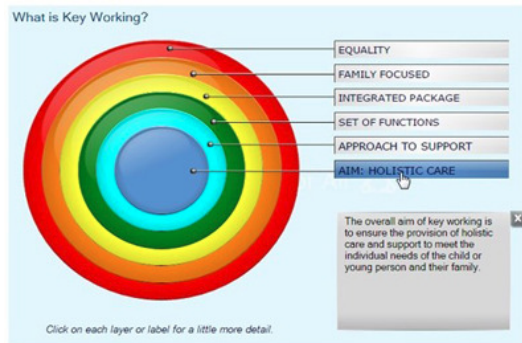 What is Key Working?
EQUALITY
FAMILY FOCUSED
INTEGRATED PACKAGE
SET OF FUNCTIONS
APPROACH TO SUPPORT
AIM: HOLISTIC CARE
The overall aim of key working is
to ensure the provision of holistic
care and support to meet the
individual needs of the child or
young person and their family.
Click on each layer or label for a little more detail.